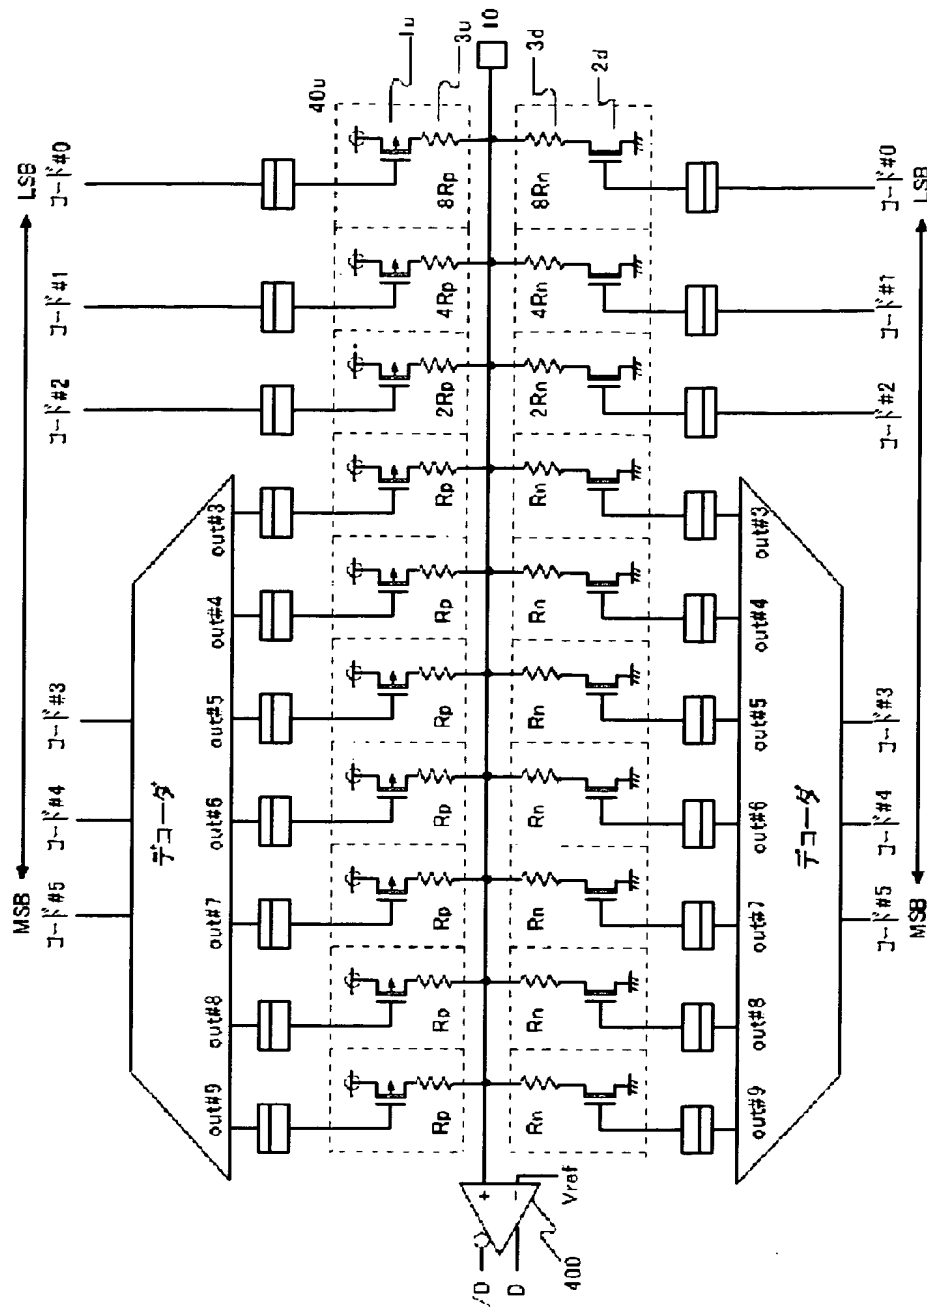 MSB LSB
コード#5 コード#4 コード#3 コード#2 コード#1 コード#0
デコーダ
out#9 out#8 out#7 out#6 out#5 out#4 out#3
40u
1u
Rp Rp Rp Rp Rp Rp Rp 2Rp 4Rp 8Rp
3u
/D + 10
D -
3d
Rn Rn Rn Rn Rn Rn Rn 2Rn 4Rn 8Rn
Vref
400
2d
out#9 out#8 out#7 out#6 out#5 out#4 out#3
デコーダ
コード#5 コード#4 コード#3 コード#2 コード#1 コード#0
MSB LSB